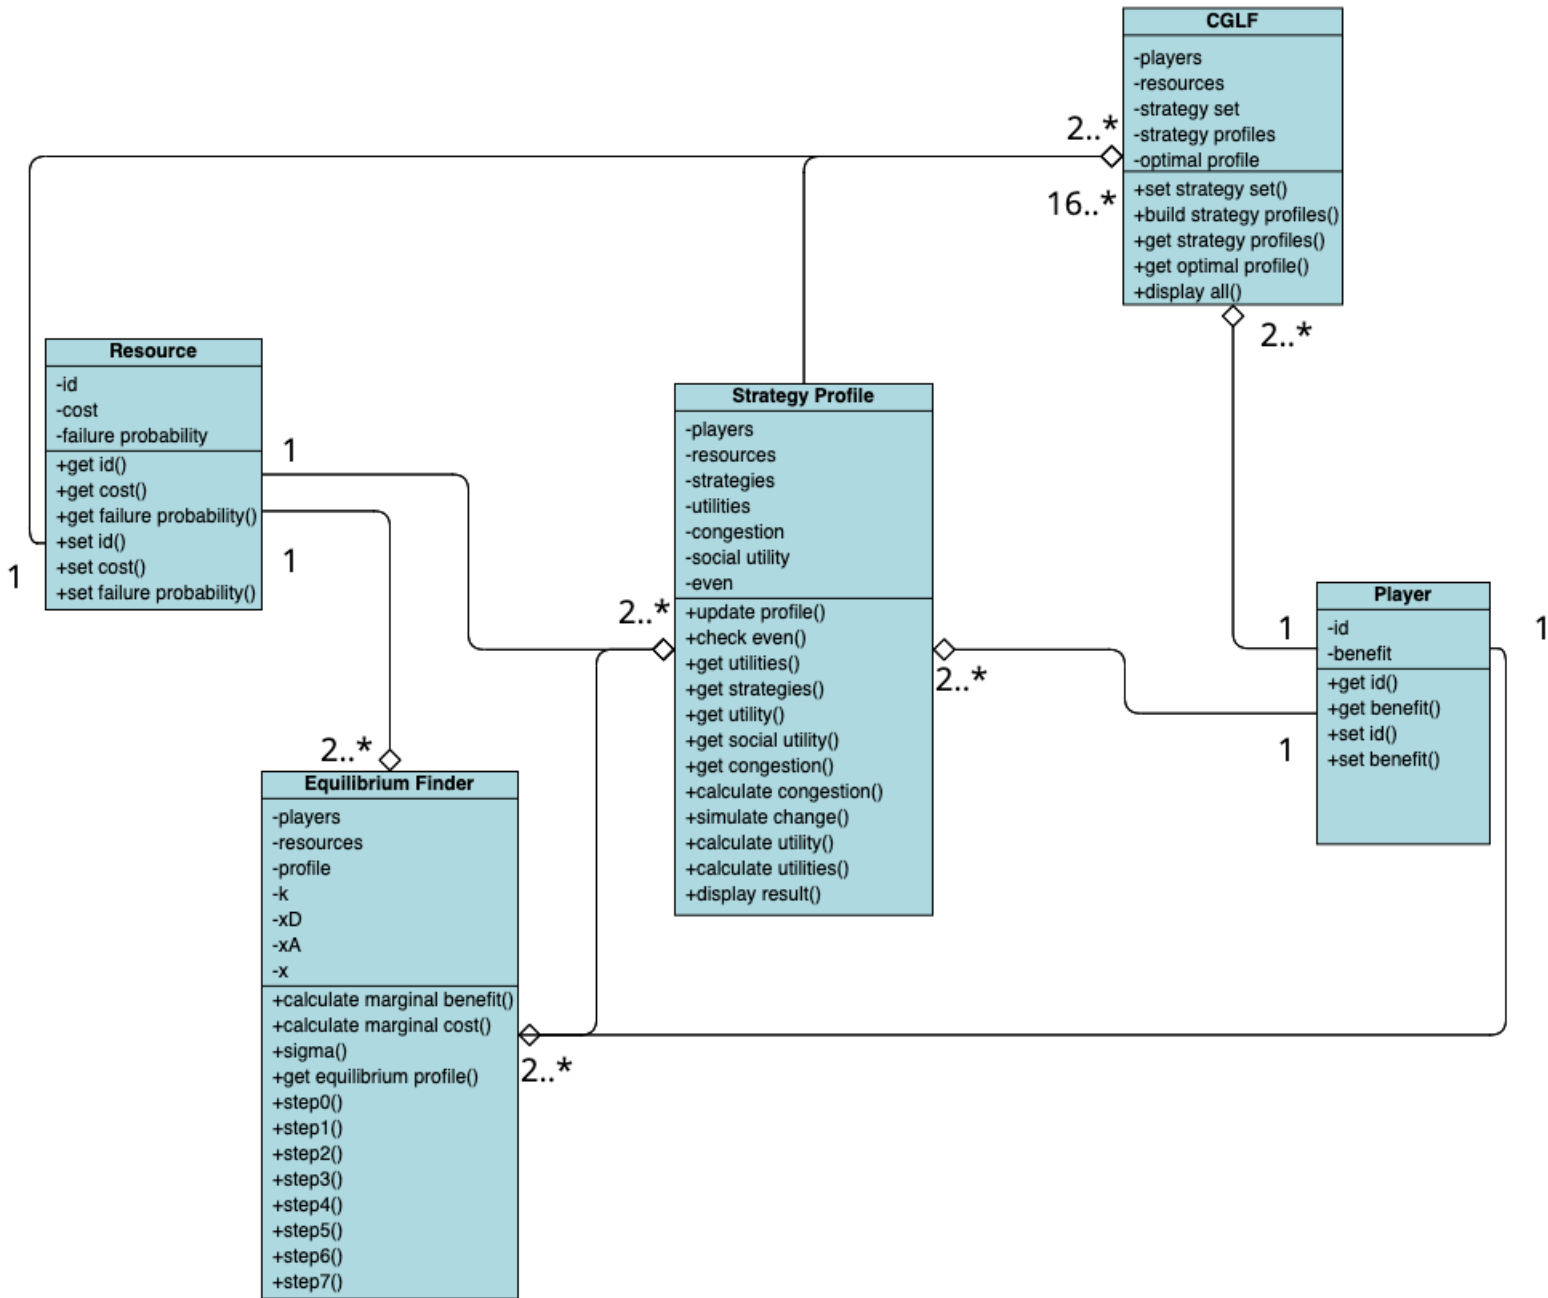 CGLF
-players
-resources
-strategy set
-strategy profiles
-optimal profile
+set strategy set()
+build strategy profiles()
+get strategy profiles()
+get optimal profile()
+display all()
2..*
16..*
2..*
Resource
-id
-cost
-failure probability
+get id()
+get cost()
+get failure probability()
+set id()
+set cost()
+set failure probability()
1
1
1
Strategy Profile
-players
-resources
-strategies
-utilities
-congestion
-social utility
-even
+update profile()
+check even()
+get utilities()
+get strategies()
+get utility()
+get social utility()
+get congestion()
+calculate congestion()
+simulate change()
+calculate utility()
+calculate utilities()
+display result()
2..*
2..*
Player
-id
-benefit
+get id()
+get benefit()
+set id()
+set benefit()
1
1
1
2..*
Equilibrium Finder
-players
-resources
-profile
-k
-xD
-xA
-x
+calculate marginal benefit()
+calculate marginal cost()
+sigma()
+get equilibrium profile()
+step0()
+step1()
+step2()
+step3()
+step4()
+step5()
+step6()
+step7()
2..*